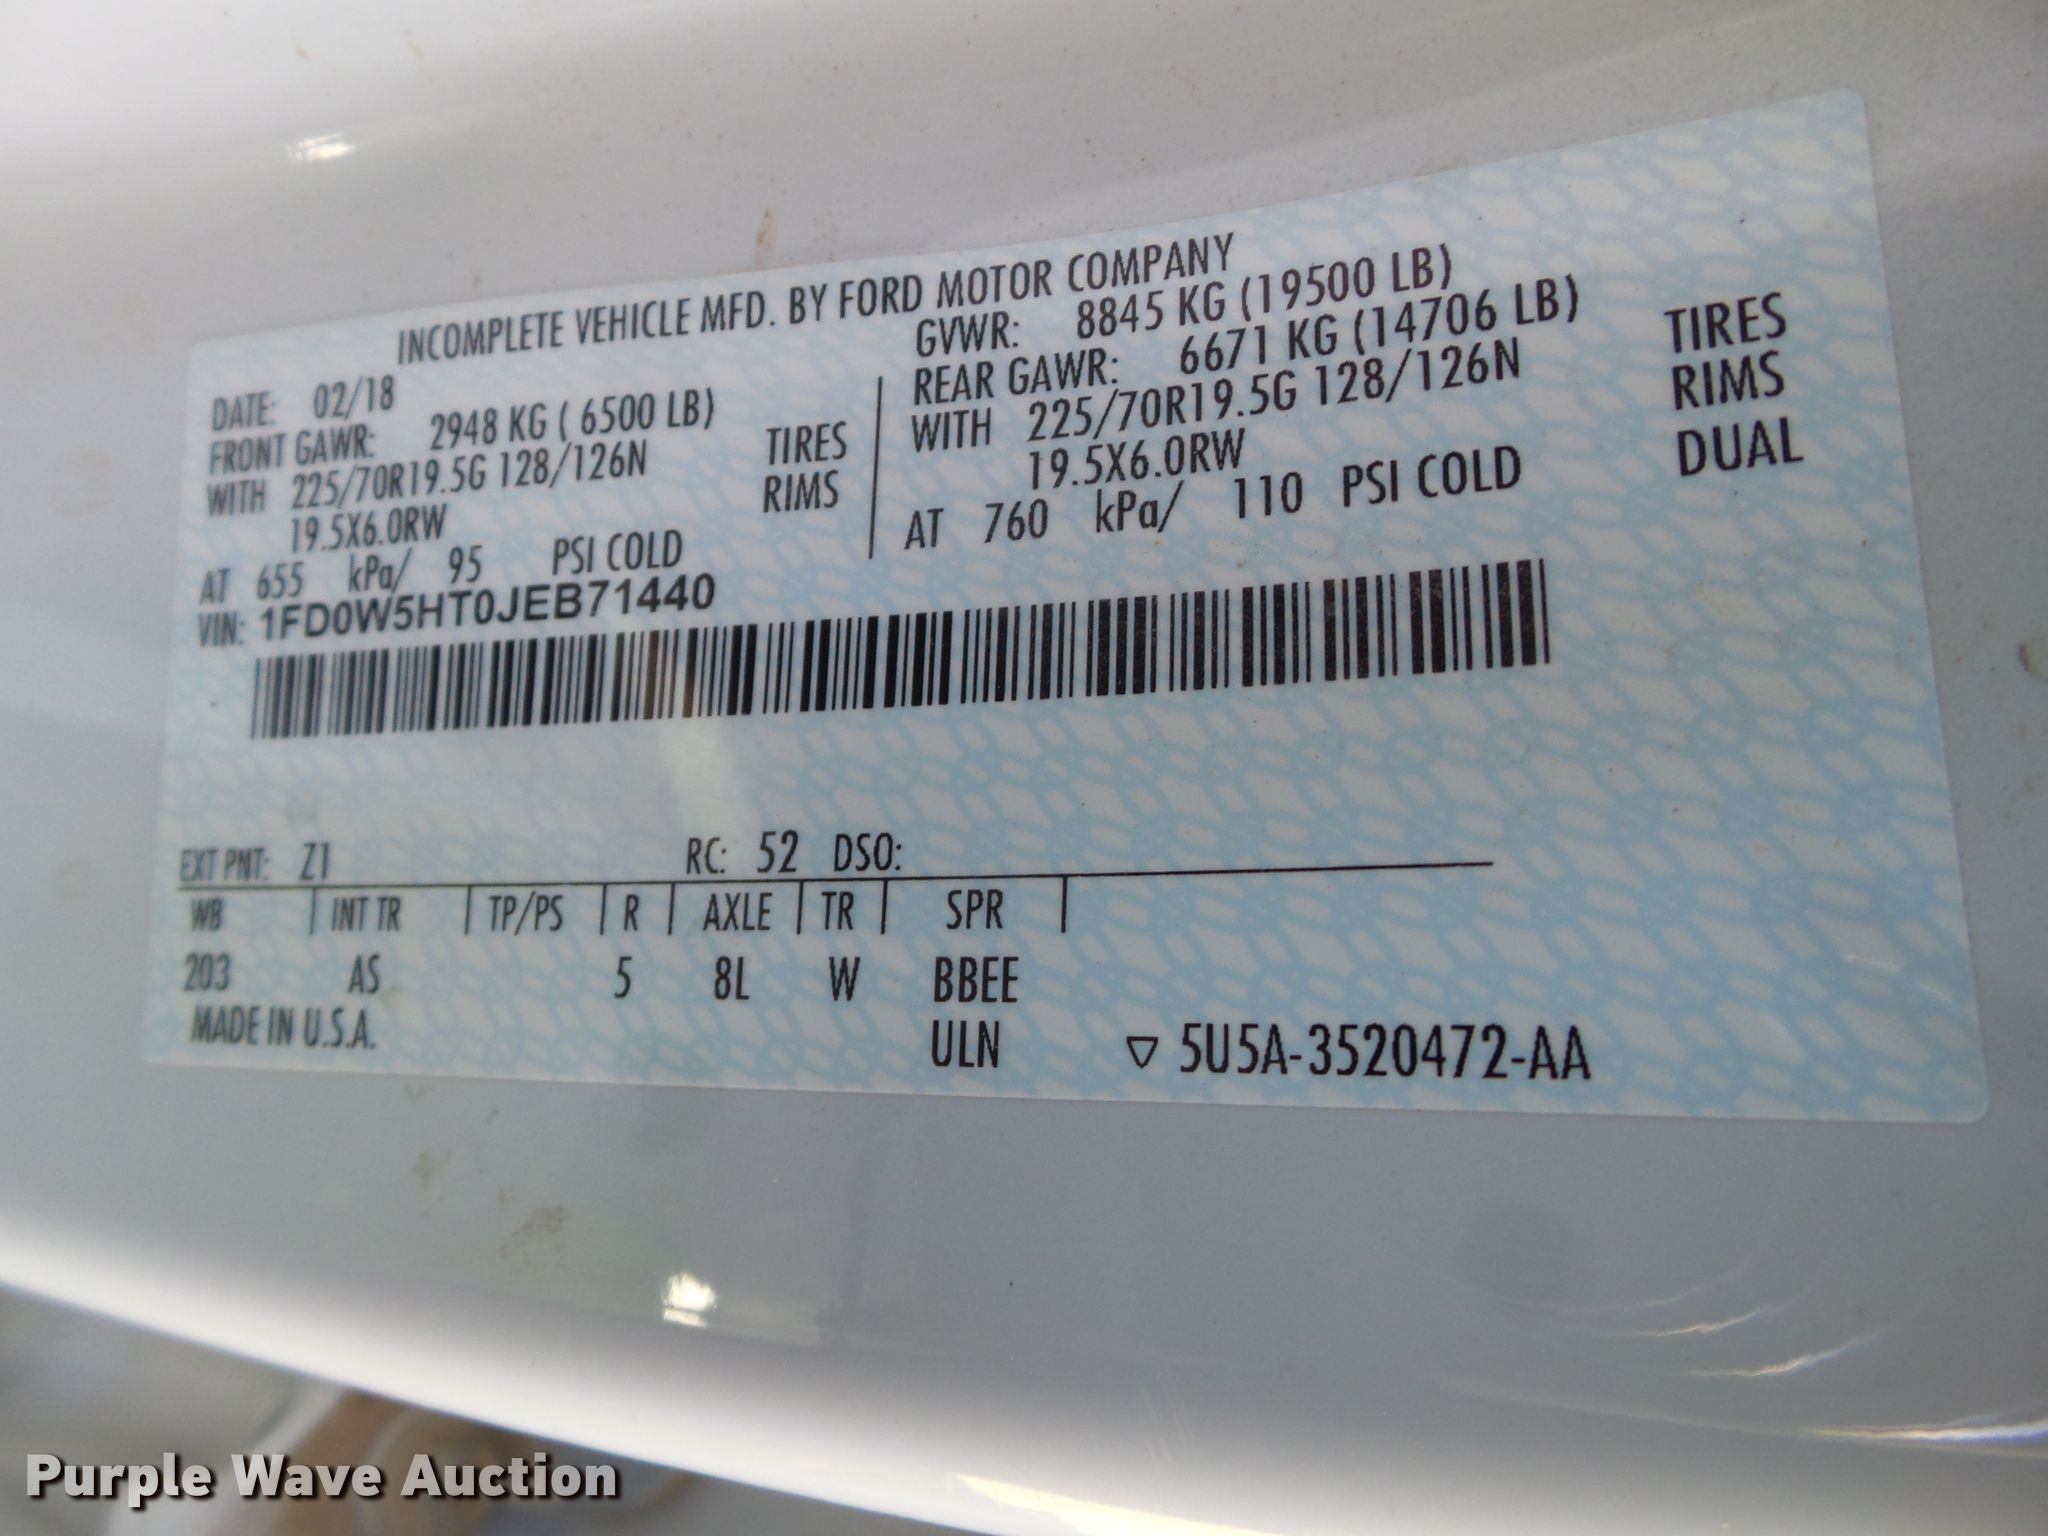 INCOMPLETE VEHICLE MFD. BY FORD MOTOR COMPANY
DATE: 02/18
GVWR: 8845 KG (19500 LB)
FRONT GAWR: 2948 KG ( 6500 LB)
WITH 225/70R19.5G 128/126N TIRES
19.5X6.0RW RIMS
AT 655 kPa/ 95 PSI COLD
REAR GAWR: 6671 KG (14706 LB)
WITH 225/70R19.5G 128/126N TIRES
19.5X6.0RW RIMS
AT 760 kPa/ 110 PSI COLD DUAL
VIN: 1FD0W5HT0JEB71440
EXT PNT: Z1 RC: 52 DSO:
WB INT TR TP/PS R AXLE TR SPR
203 AS 5 8L W BBEE
MADE IN U.S.A. ULN ▽ 5U5A-3520472-AA
Purple Wave Auction